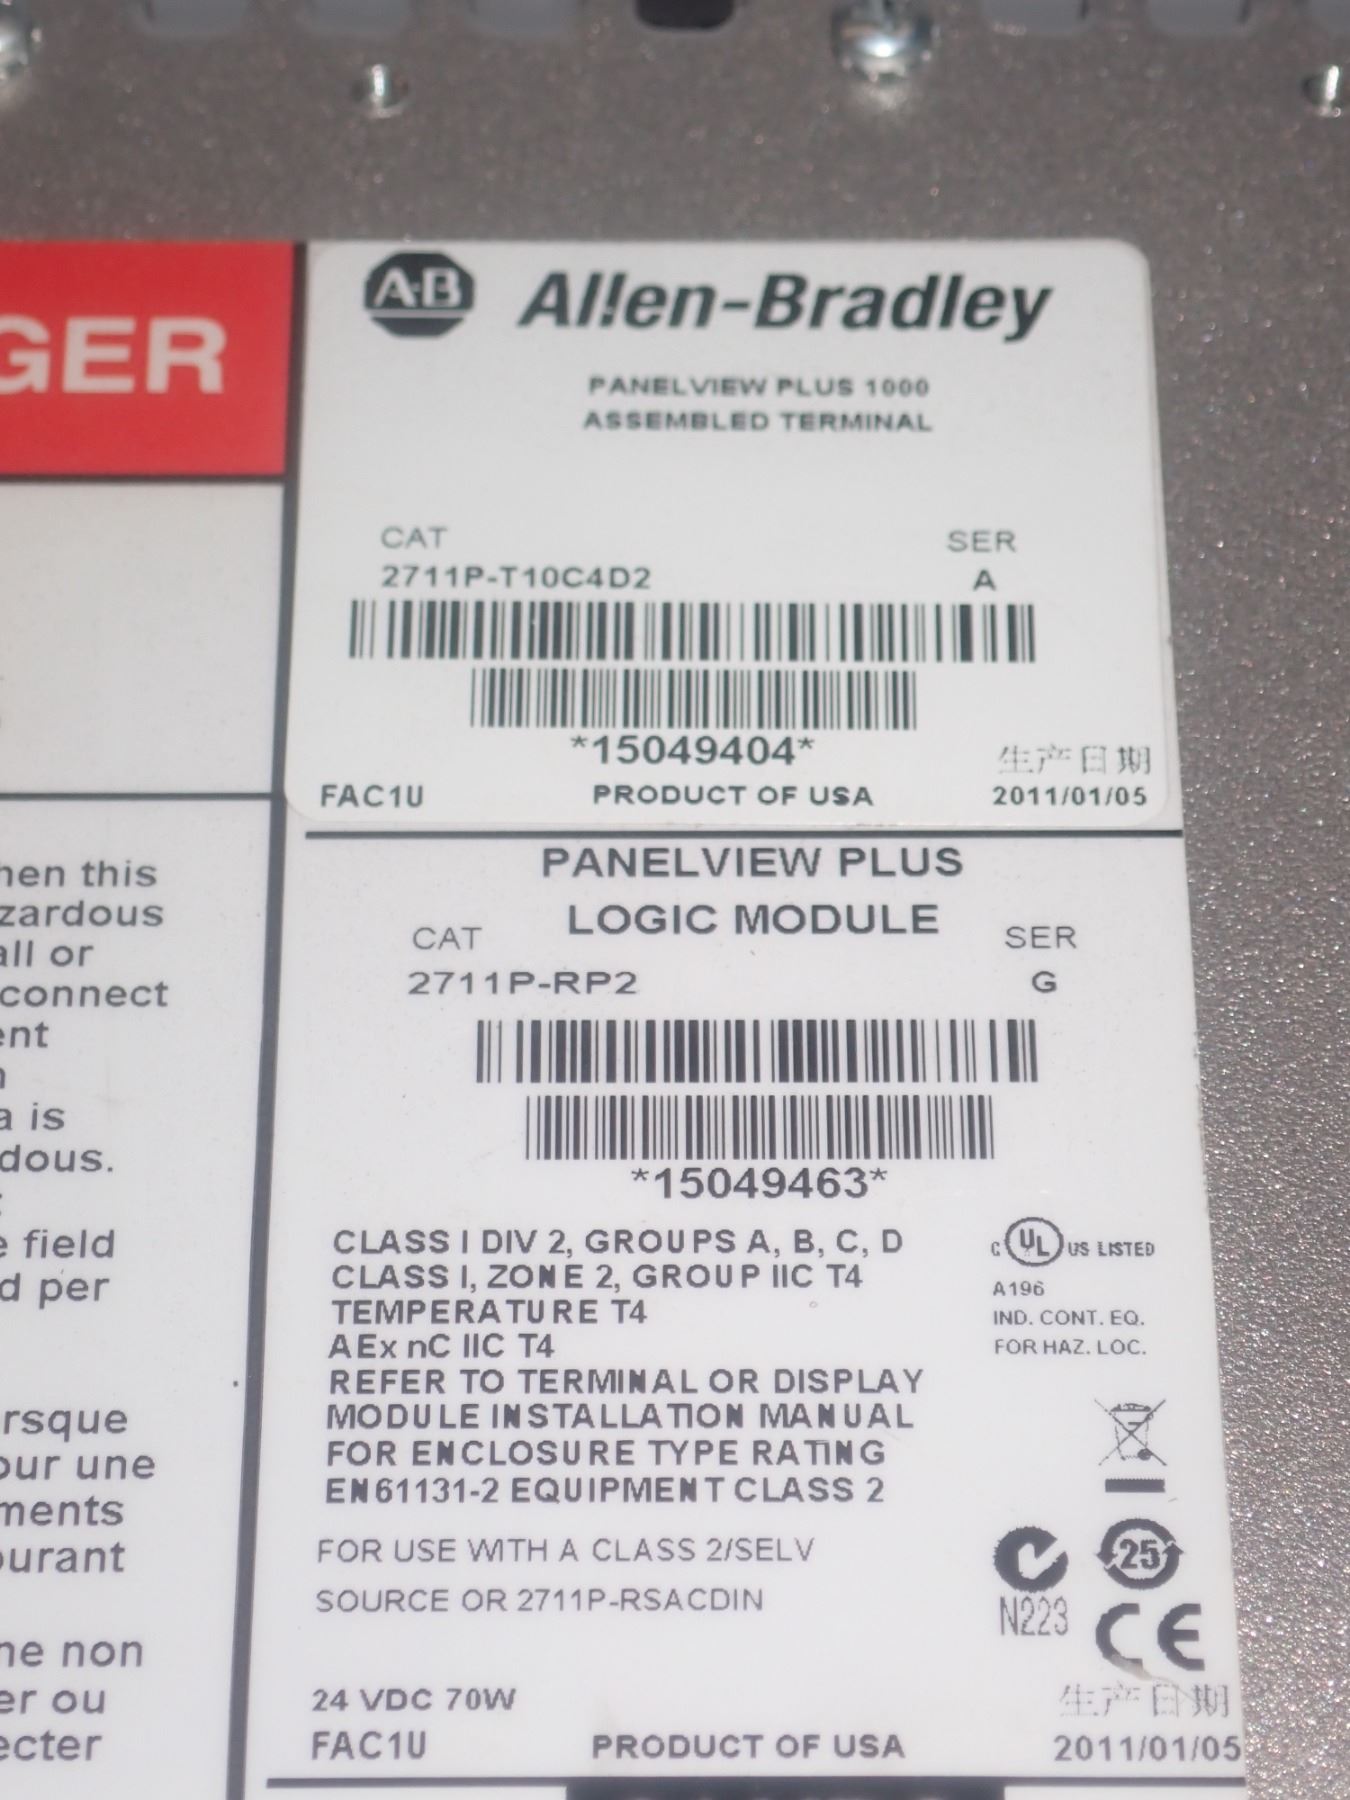 GER
hen this
zardous
all or
connect
ent
a is
dous.
e field
d per
rsque
our une
ments
ourant
ne non
er ou
ecter
A-B Allen-Bradley
PANELVIEW PLUS 1000
ASSEMBLED TERMINAL
CAT SER
2711P-T10C4D2 A
*15049404*
生产日期
FAC1U PRODUCT OF USA 2011/01/05
PANELVIEW PLUS
LOGIC MODULE
CAT SER
2711P-RP2 G
*15049463*
CLASS I DIV 2, GROUPS A, B, C, D
CLASS I, ZONE 2, GROUP IIC T4
TEMPERATURE T4
AEx nC IIC T4
REFER TO TERMINAL OR DISPLAY
MODULE INSTALLATION MANUAL
FOR ENCLOSURE TYPE RATING
EN61131-2 EQUIPMENT CLASS 2
C UL US LISTED
A196
IND. CONT. EQ.
FOR HAZ. LOC.
FOR USE WITH A CLASS 2/SELV
SOURCE OR 2711P-RSACDIN
25
N223
CE
24 VDC 70W
生产日期
FAC1U PRODUCT OF USA 2011/01/05